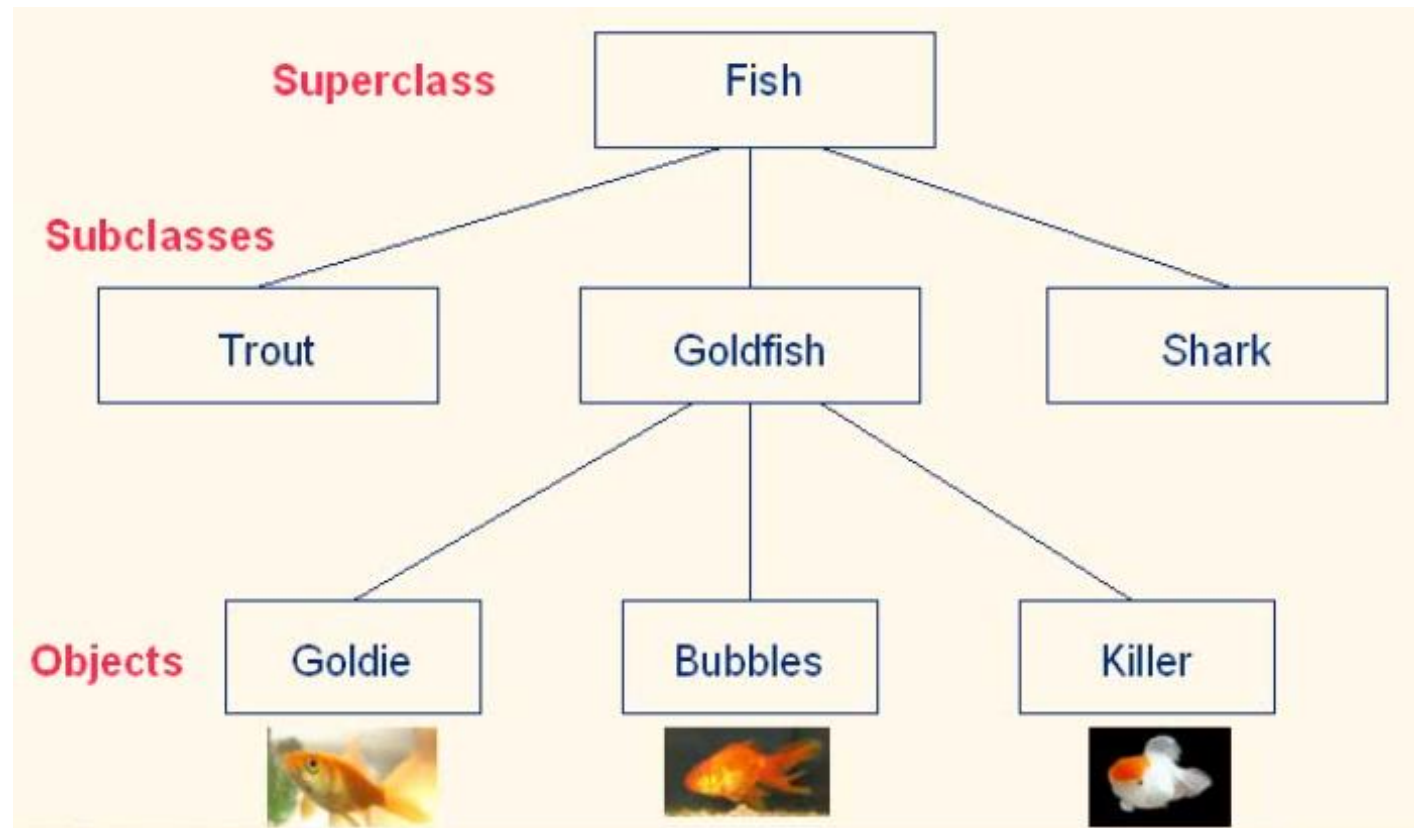 Superclass
Fish
Subclasses
Trout
Goldfish
Shark
Objects
Goldie
Bubbles
Killer